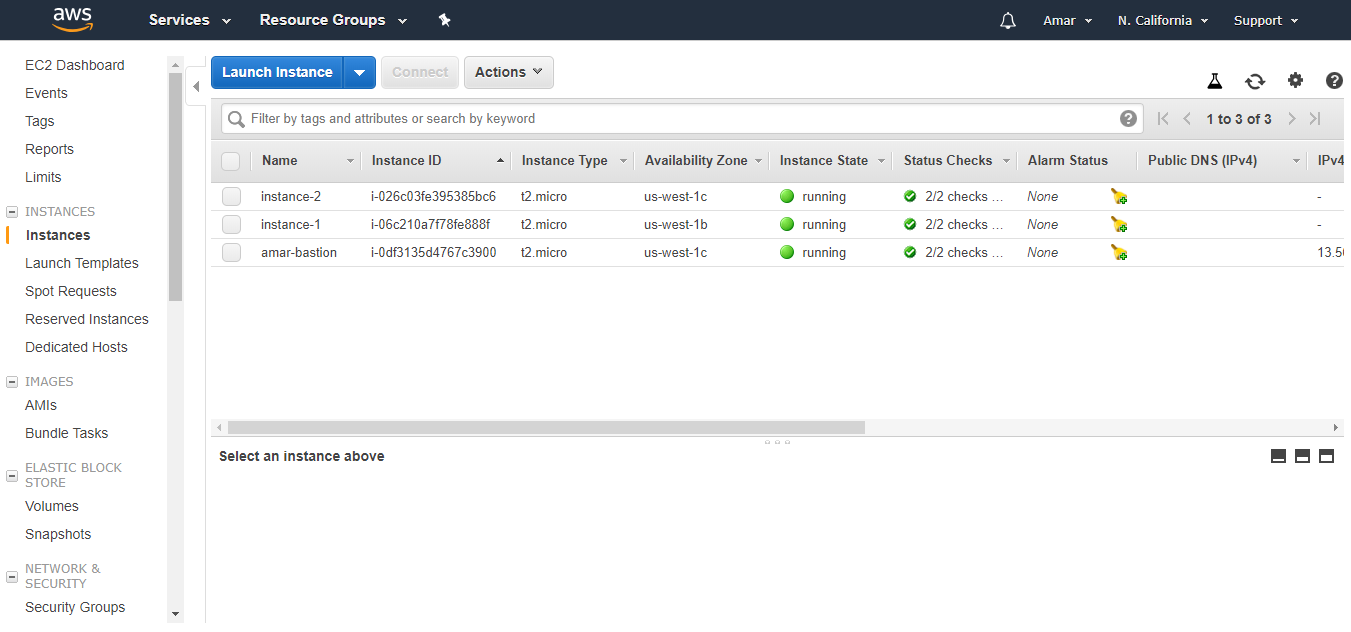 aws Services Resource Groups Amar N. California Support
EC2 Dashboard
Events
Tags
Reports
Limits
INSTANCES
Instances
Launch Templates
Spot Requests
Reserved Instances
Dedicated Hosts
IMAGES
AMIs
Bundle Tasks
ELASTIC BLOCK
STORE
Volumes
Snapshots
NETWORK &
SECURITY
Security Groups
Launch Instance Connect Actions
Filter by tags and attributes or search by keyword 1 to 3 of 3
Name Instance ID Instance Type Availability Zone Instance State Status Checks Alarm Status Public DNS (IPv4) IPv4
instance-2 i-026c03fe395385bc6 t2.micro us-west-1c running 2/2 checks ... None -
instance-1 i-06c210a7f78fe888f t2.micro us-west-1b running 2/2 checks ... None -
amar-bastion i-0df3135d4767c3900 t2.micro us-west-1c running 2/2 checks ... None
Select an instance above